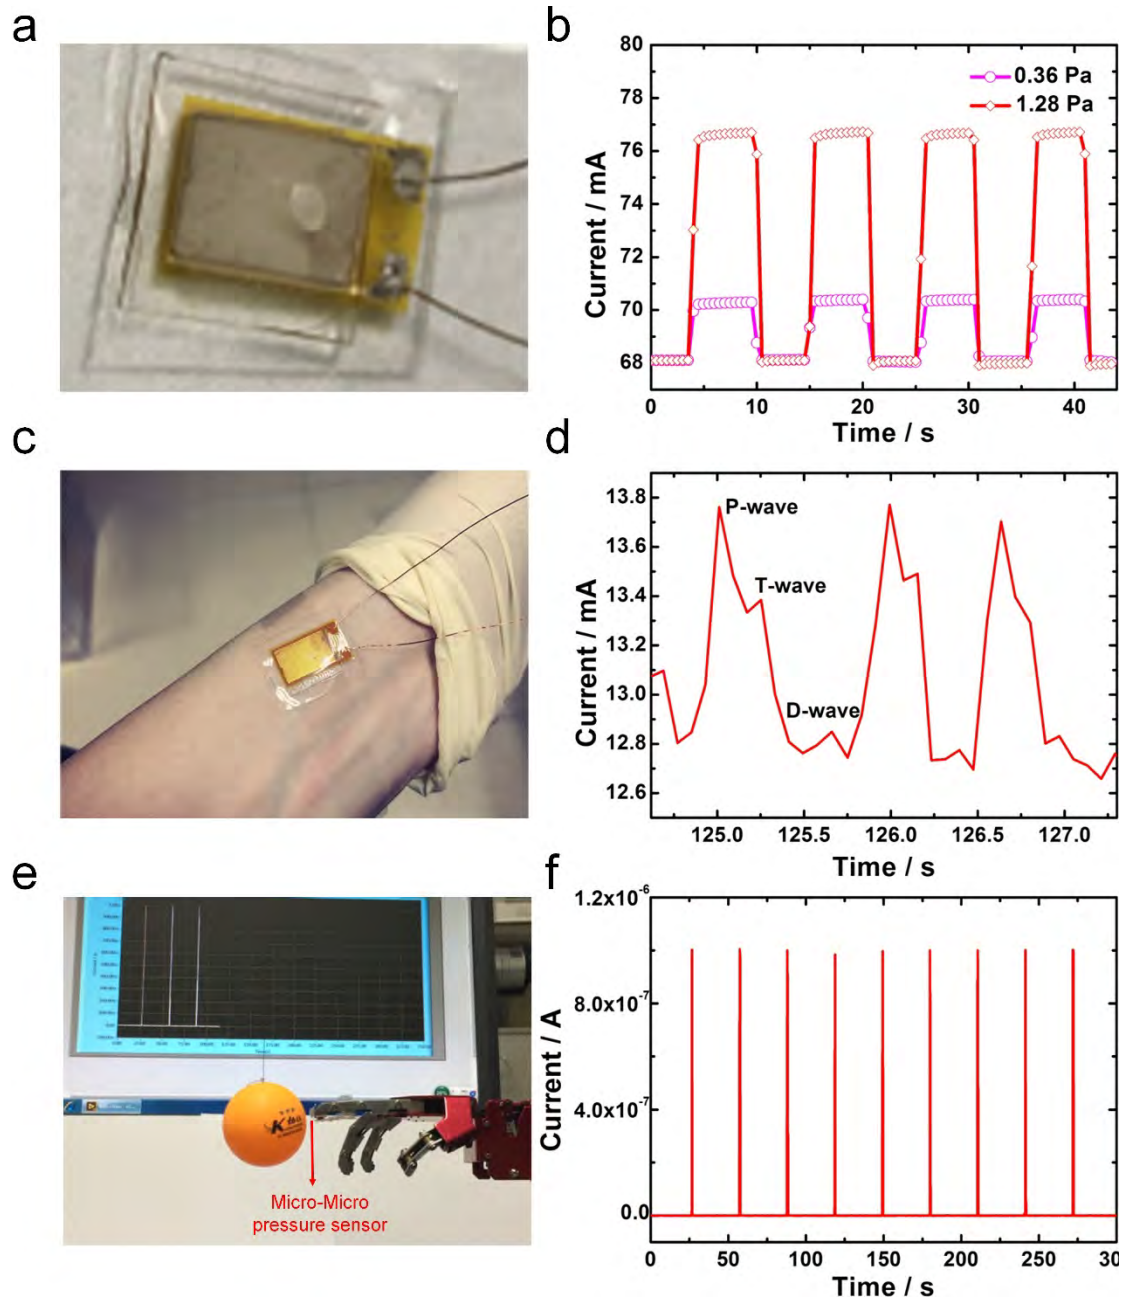 a
b
80
78
76
74
72
70
68
Current / mA
0.36 Pa
1.28 Pa
0
10
20
30
40
Time / s
c
d
13.8
13.6
13.4
13.2
13.0
12.8
12.6
Current / mA
P-wave
T-wave
D-wave
125.0
125.5
126.0
126.5
127.0
Time / s
e
K
Micro-Micro
pressure sensor
f
1.2x10⁻⁶
8.0x10⁻⁷
4.0x10⁻⁷
0.0
Current / A
0
50
100
150
200
250
30
Time / s